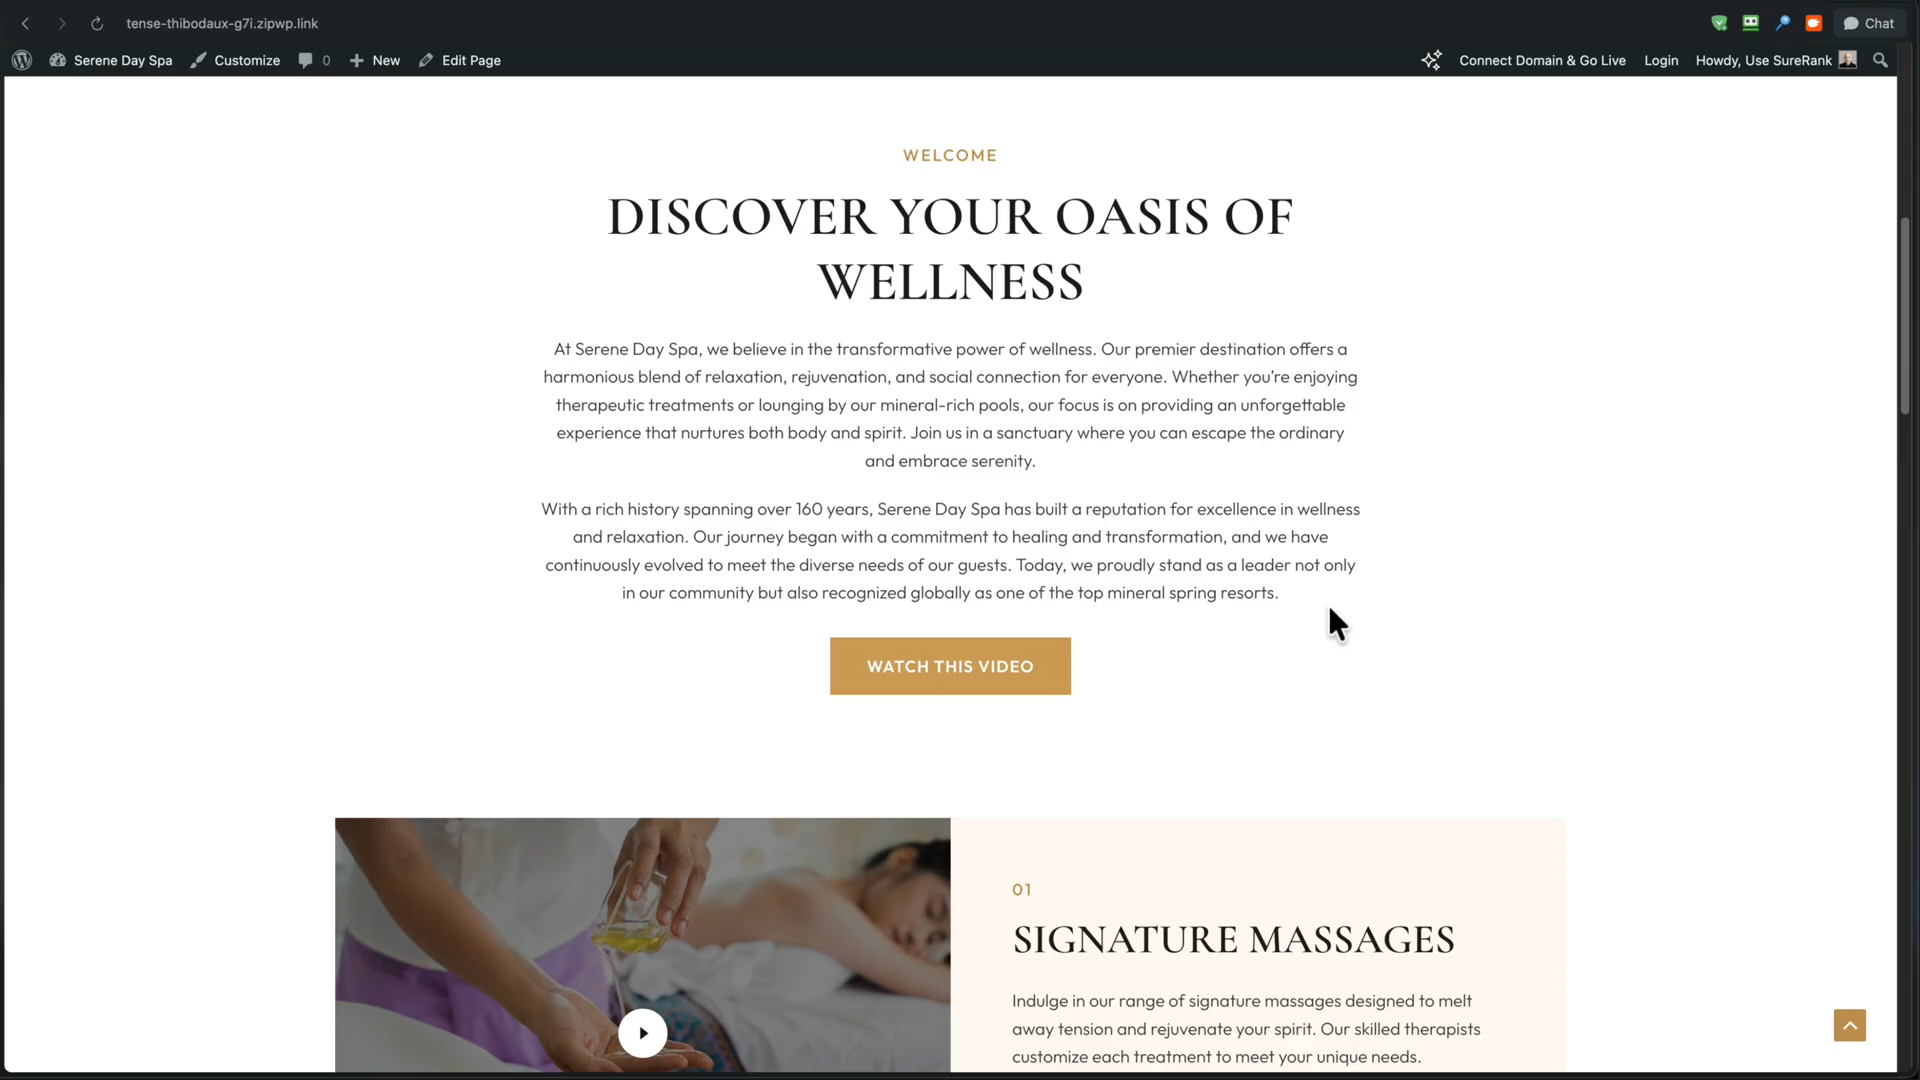 tense-thibodaux-g7i.zipwp.link
Chat
Serene Day Spa
Customize
0
New
Edit Page
Connect Domain & Go Live
Login
Howdy, Use SureRank
WELCOME
DISCOVER YOUR OASIS OF
WELLNESS
At Serene Day Spa, we believe in the transformative power of wellness. Our premier destination offers a
harmonious blend of relaxation, rejuvenation, and social connection for everyone. Whether you’re enjoying
therapeutic treatments or lounging by our mineral-rich pools, our focus is on providing an unforgettable
experience that nurtures both body and spirit. Join us in a sanctuary where you can escape the ordinary
and embrace serenity.
With a rich history spanning over 160 years, Serene Day Spa has built a reputation for excellence in wellness
and relaxation. Our journey began with a commitment to healing and transformation, and we have
continuously evolved to meet the diverse needs of our guests. Today, we proudly stand as a leader not only
in our community but also recognized globally as one of the top mineral spring resorts.
WATCH THIS VIDEO
01
SIGNATURE MASSAGES
Indulge in our range of signature massages designed to melt
away tension and rejuvenate your spirit. Our skilled therapists
customize each treatment to meet your unique needs.